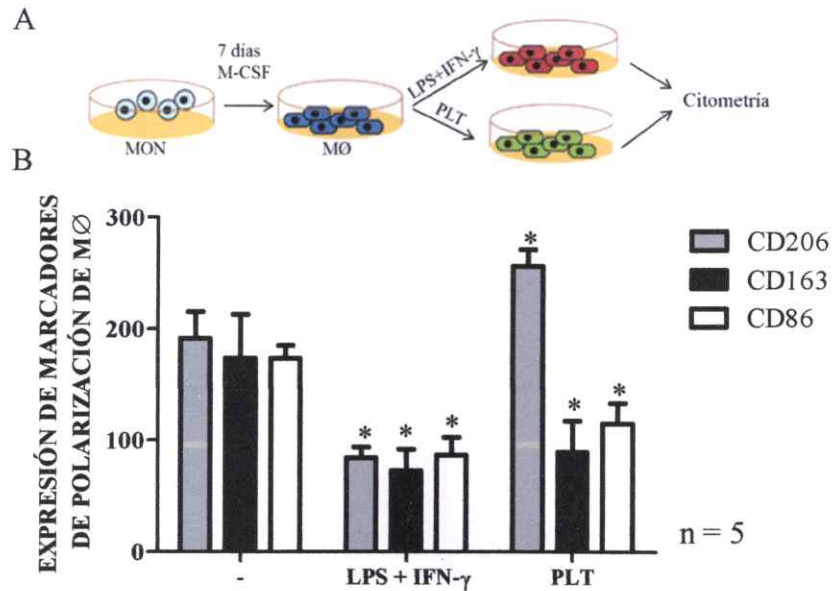 A
7 días
M-CSF
MON
MØ
LPS+IFN-γ
PLT
Citometría
B
EXPRESIÓN DE MARCADORES
DE POLARIZACIÓN DE MØ
300
200
100
0
* * *
* * *
-
LPS + IFN-γ
PLT
CD206
CD163
CD86
n = 5